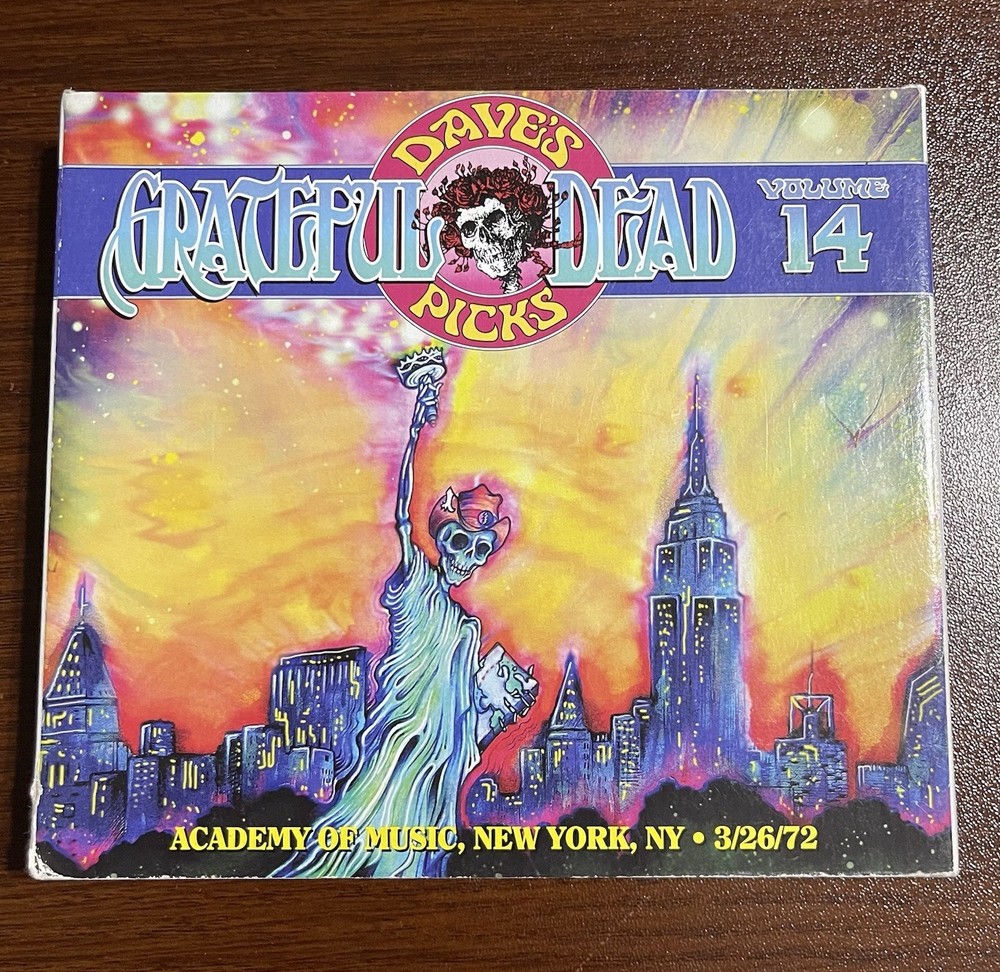 DAVE'S
GRATEFUL DEAD
VOLUME
14
PICKS
ACADEMY OF MUSIC, NEW YORK, NY • 3/26/72